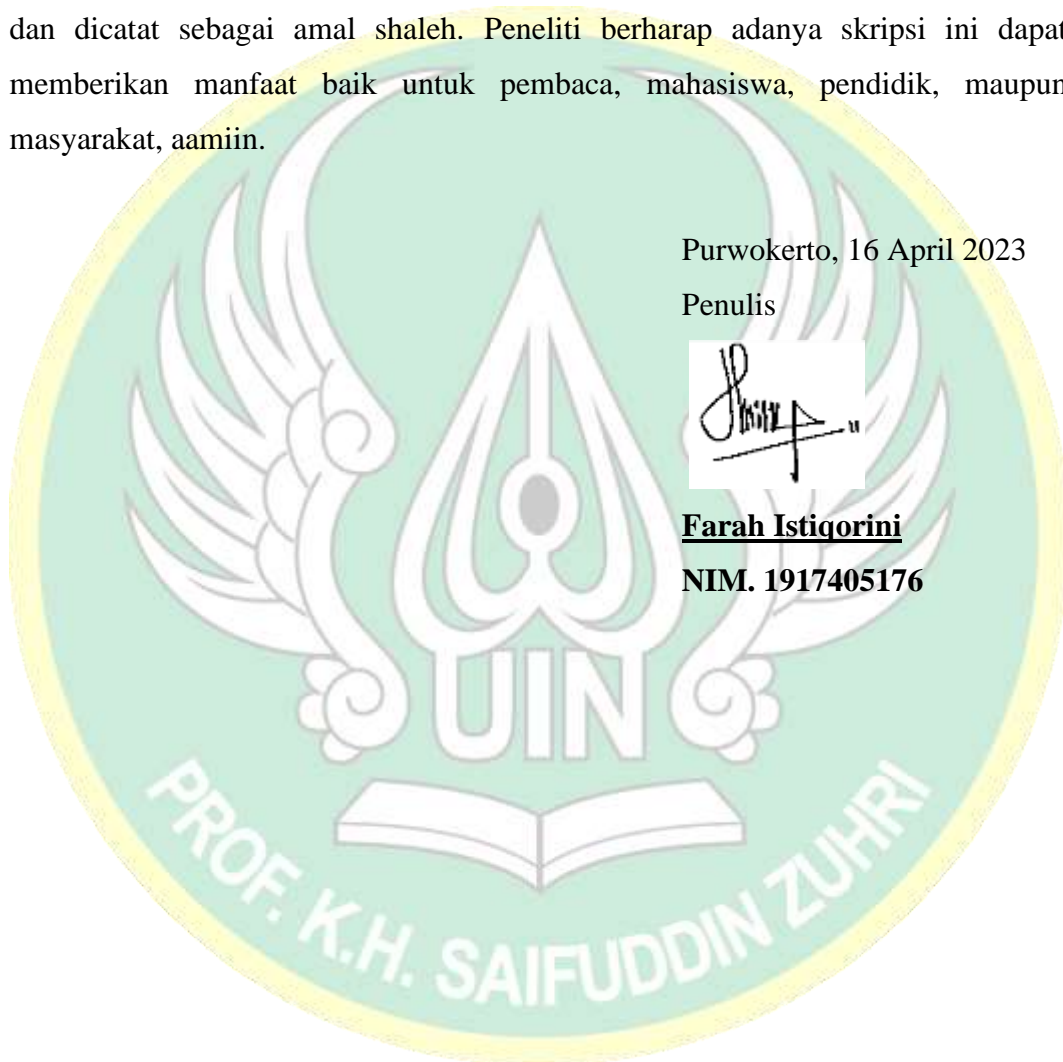 dan dicatat sebagai amal shaleh. Peneliti berharap adanya skripsi ini dapat
memberikan manfaat baik untuk pembaca, mahasiswa, pendidik, maupun
masyarakat, aamiin.
Purwokerto, 16 April 2023
Penulis
Farah Istiqorini
NIM. 1917405176
UIN
PROF. K.H. SAIFUDDIN ZUHRI